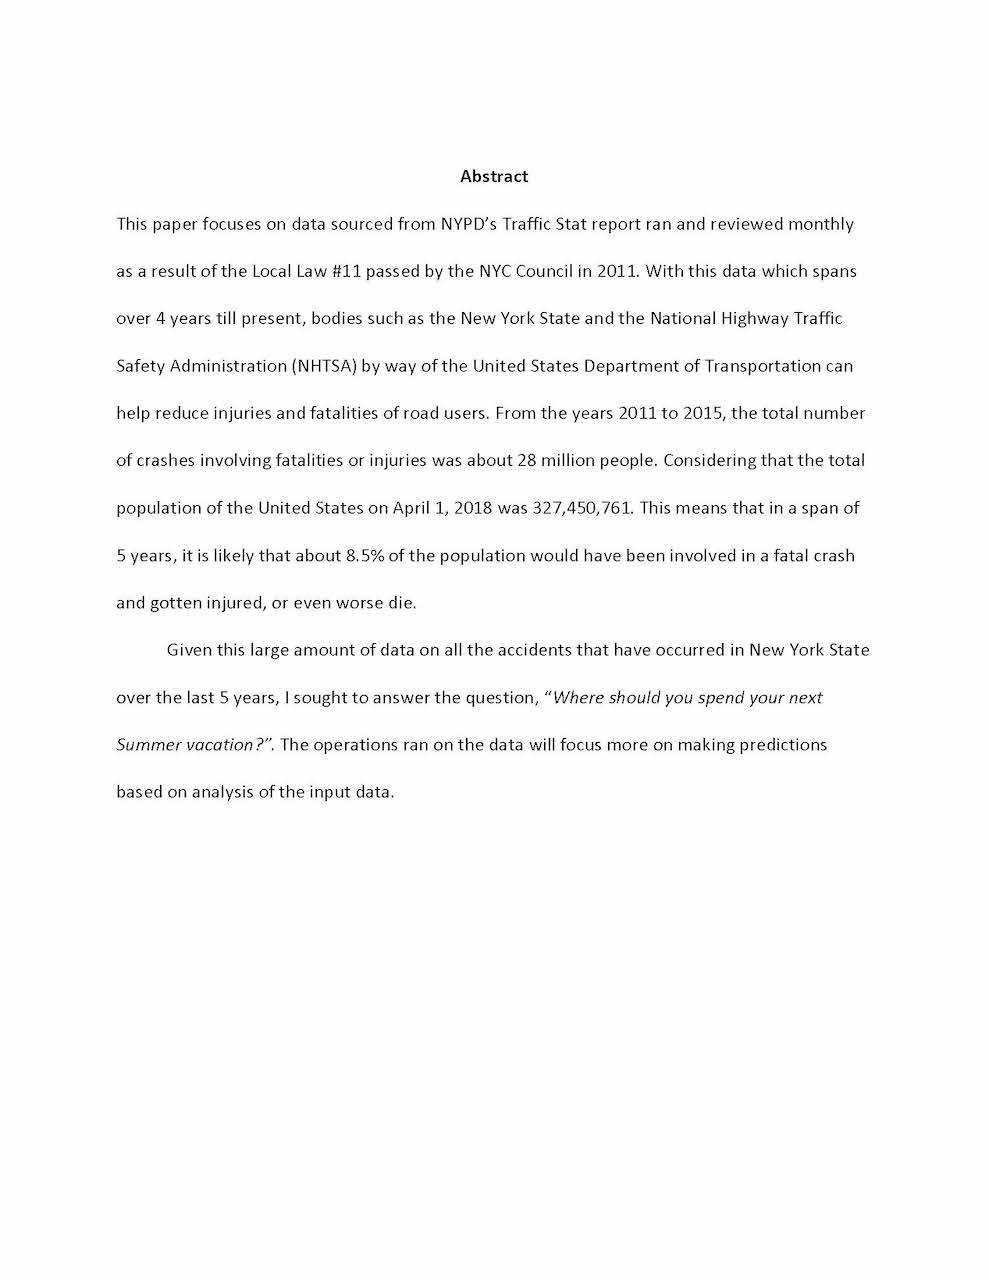 Abstract
This paper focuses on data sourced from NYPD’s Traffic Stat report ran and reviewed monthly
as a result of the Local Law #11 passed by the NYC Council in 2011. With this data which spans
over 4 years till present, bodies such as the New York State and the National Highway Traffic
Safety Administration (NHTSA) by way of the United States Department of Transportation can
help reduce injuries and fatalities of road users. From the years 2011 to 2015, the total number
of crashes involving fatalities or injuries was about 28 million people. Considering that the total
population of the United States on April 1, 2018 was 327,450,761. This means that in a span of
5 years, it is likely that about 8.5% of the population would have been involved in a fatal crash
and gotten injured, or even worse die.
Given this large amount of data on all the accidents that have occurred in New York State
over the last 5 years, I sought to answer the question, “Where should you spend your next
Summer vacation?”. The operations ran on the data will focus more on making predictions
based on analysis of the input data.